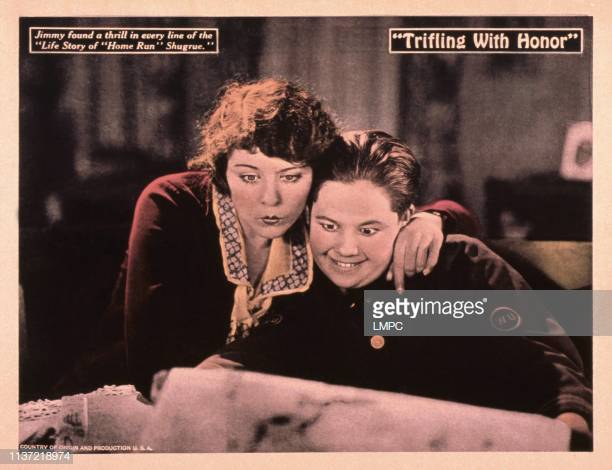 Jimmy found a thrill in every line of the
"Life Story of "Home Run" Shugrue."
"Trifling With Honor"
gettyimages
LMPC
COUNTRY OF ORIGIN AND PRODUCTION U. S. A.
1137218974